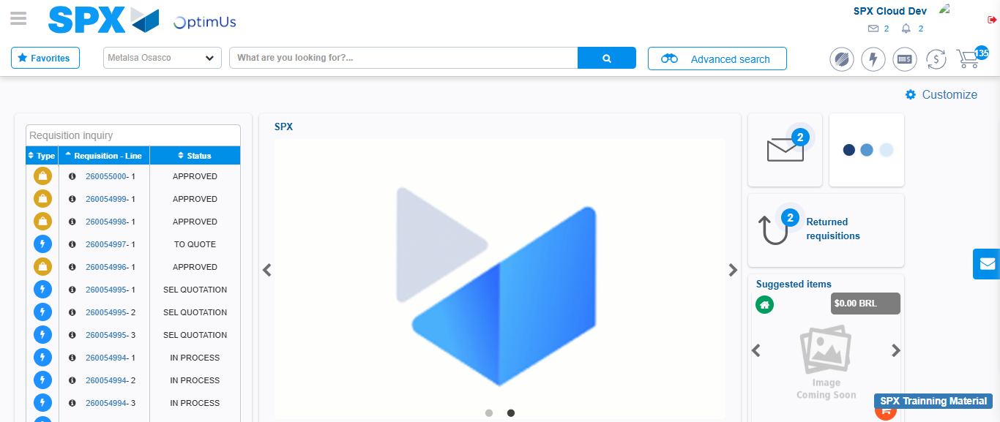 SPX
OptimUs
SPX Cloud Dev
2 2
Favorites
Metalsa Osasco
What are you looking for?...
Advanced search
135
Customize
Requisition inquiry
Type Requisition - Line Status
260055000- 1 APPROVED
260054999- 1 APPROVED
260054998- 1 APPROVED
260054997- 1 TO QUOTE
260054996- 1 APPROVED
260054995- 1 SEL QUOTATION
260054995- 2 SEL QUOTATION
260054995- 3 SEL QUOTATION
260054994- 1 IN PROCESS
260054994- 2 IN PROCESS
260054994- 3 IN PROCESS
SPX
2
2
Returned
requisitions
Suggested items
$0.00 BRL
Image
Coming Soon
SPX Trainning Material